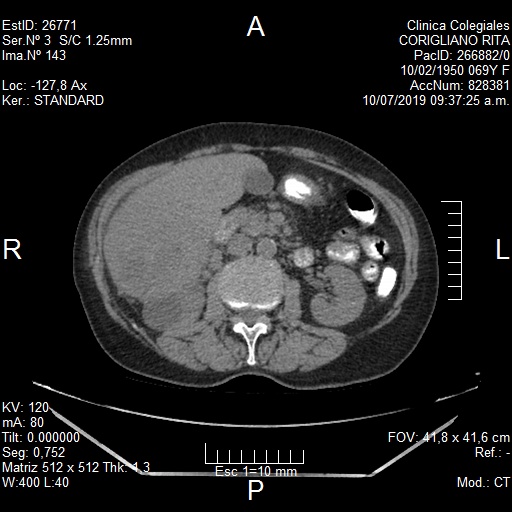 EstID: 26771
Ser.Nº 3 S/C 1.25mm
Ima.Nº 143
Loc: -127,8 Ax
Ker.: STANDARD
A
Clinica Colegiales
CORIGLIANO RITA
PacID: 266882/0
10/02/1950 069Y F
AccNum: 828381
10/07/2019 09:37:25 a.m.
R
L
KV: 120
mA: 80
Tilt: 0.000000
Seg: 0,752
Matriz 512 x 512 Thk: 1.3
W:400 L:40
Esc 1=10 mm
P
FOV: 41,8 x 41,6 cm
Ref.: -
Mod.: CT